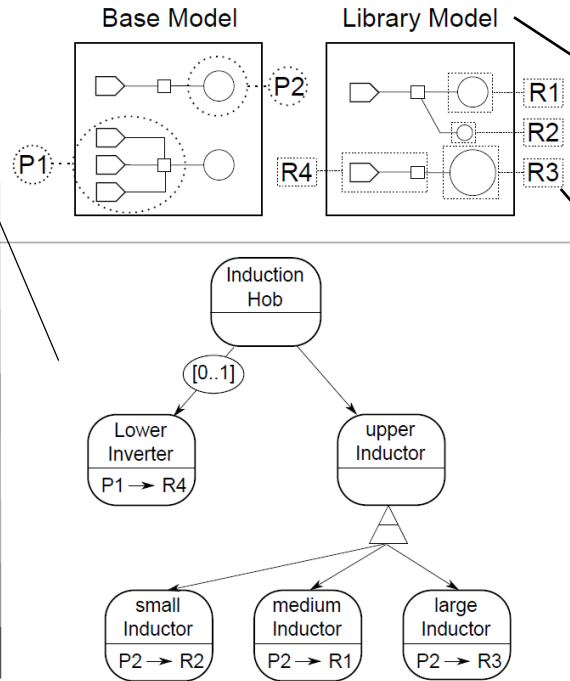 Base Model
Library Model
P2
P1
R1
R2
R4
R3
Induction
Hob
[0..1]
Lower
Inverter
P1 → R4
upper
Inductor
small
Inductor
P2 → R2
medium
Inductor
P2 → R1
large
Inductor
P2 → R3